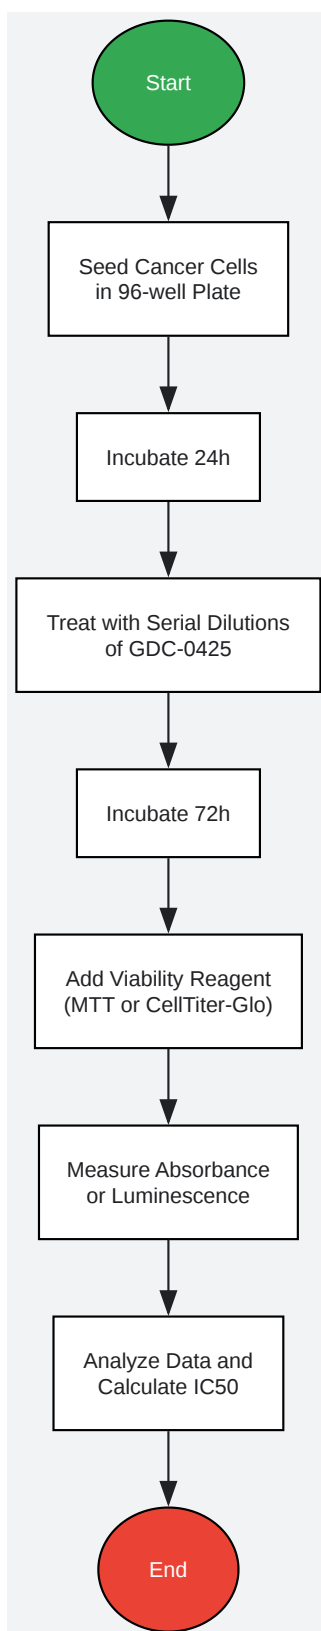 Start
Seed Cancer Cells
in 96-well Plate
Incubate 24h
Treat with Serial Dilutions
of GDC-0425
Incubate 72h
Add Viability Reagent
(MTT or CellTiter-Glo)
Measure Absorbance
or Luminescence
Analyze Data and
Calculate IC50
End